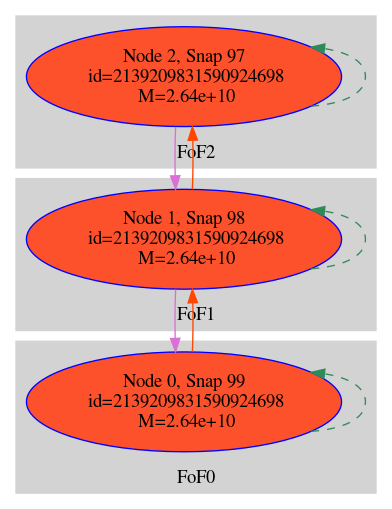 Node 2, Snap 97
id=2139209831590924698
M=2.64e+10
FoF2
Node 1, Snap 98
id=2139209831590924698
M=2.64e+10
FoF1
Node 0, Snap 99
id=2139209831590924698
M=2.64e+10
FoF0